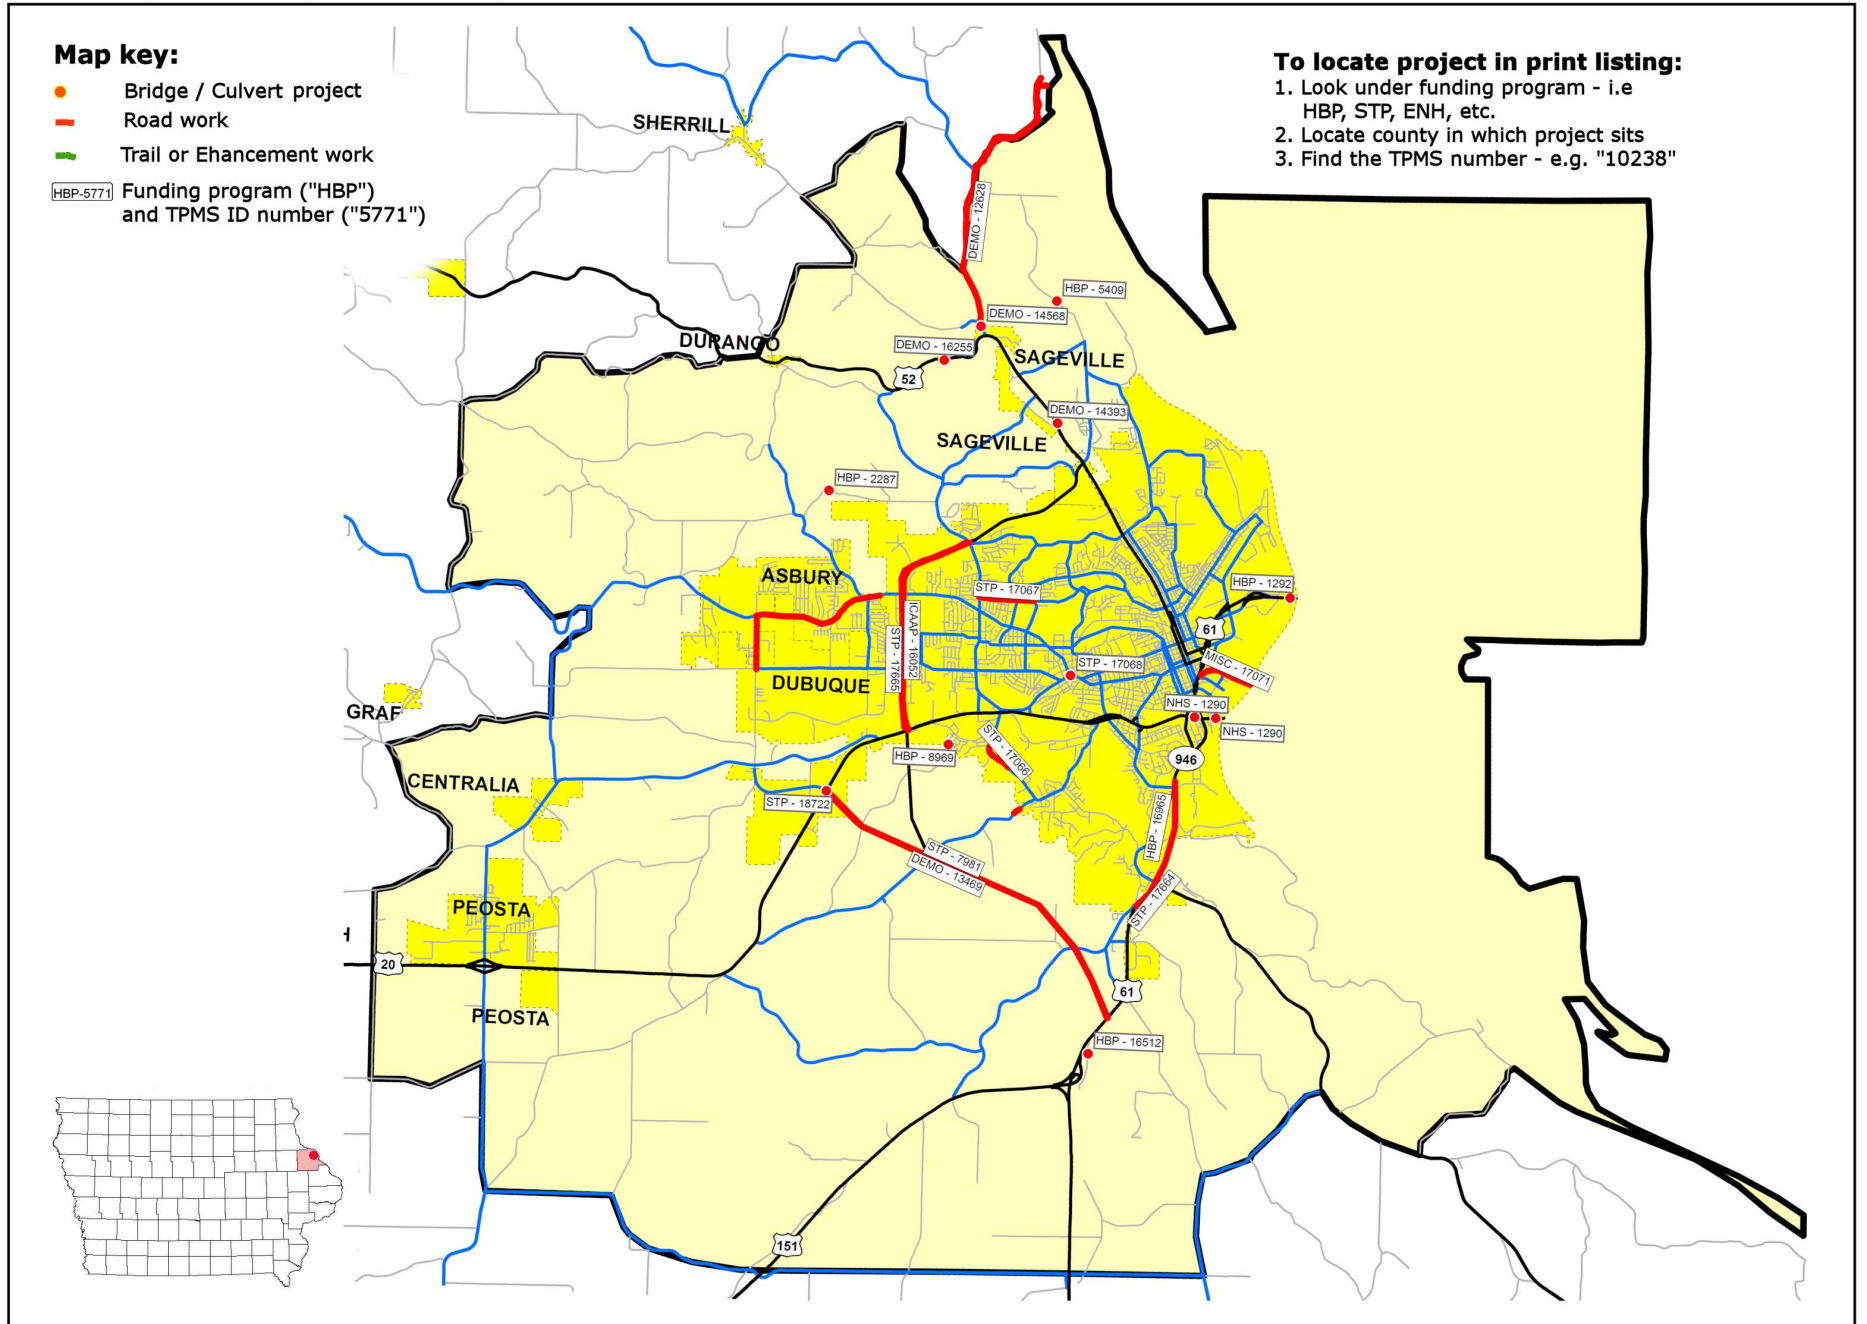 Map key:
Bridge / Culvert project
Road work
Trail or Ehancement work
HBP-5771
Funding program ("HBP")
and TPMS ID number ("5771")
To locate project in print listing:
1. Look under funding program - i.e
HBP, STP, ENH, etc.
2. Locate county in which project sits
3. Find the TPMS number - e.g. "10238"
SHERRILL
DEMO - 12628
HBP - 5409
DEMO - 14568
DURANGO
DEMO - 16255
SAGEVILLE
52
DEMO - 14393
SAGEVILLE
HBP - 2287
ASBURY
STP - 17067
HBP - 1292
ICAAP - 16052
STP - 17665
61
MISC - 17071
STP - 17068
DUBUQUE
GRAF
NHS - 1290
NHS - 1290
STP - 17066
HBP - 8969
946
CENTRALIA
STP - 18722
HBP - 16965
STP - 7981
DEMO - 13469
STP - 17664
PEOSTA
H
20
61
PEOSTA
HBP - 16512
151